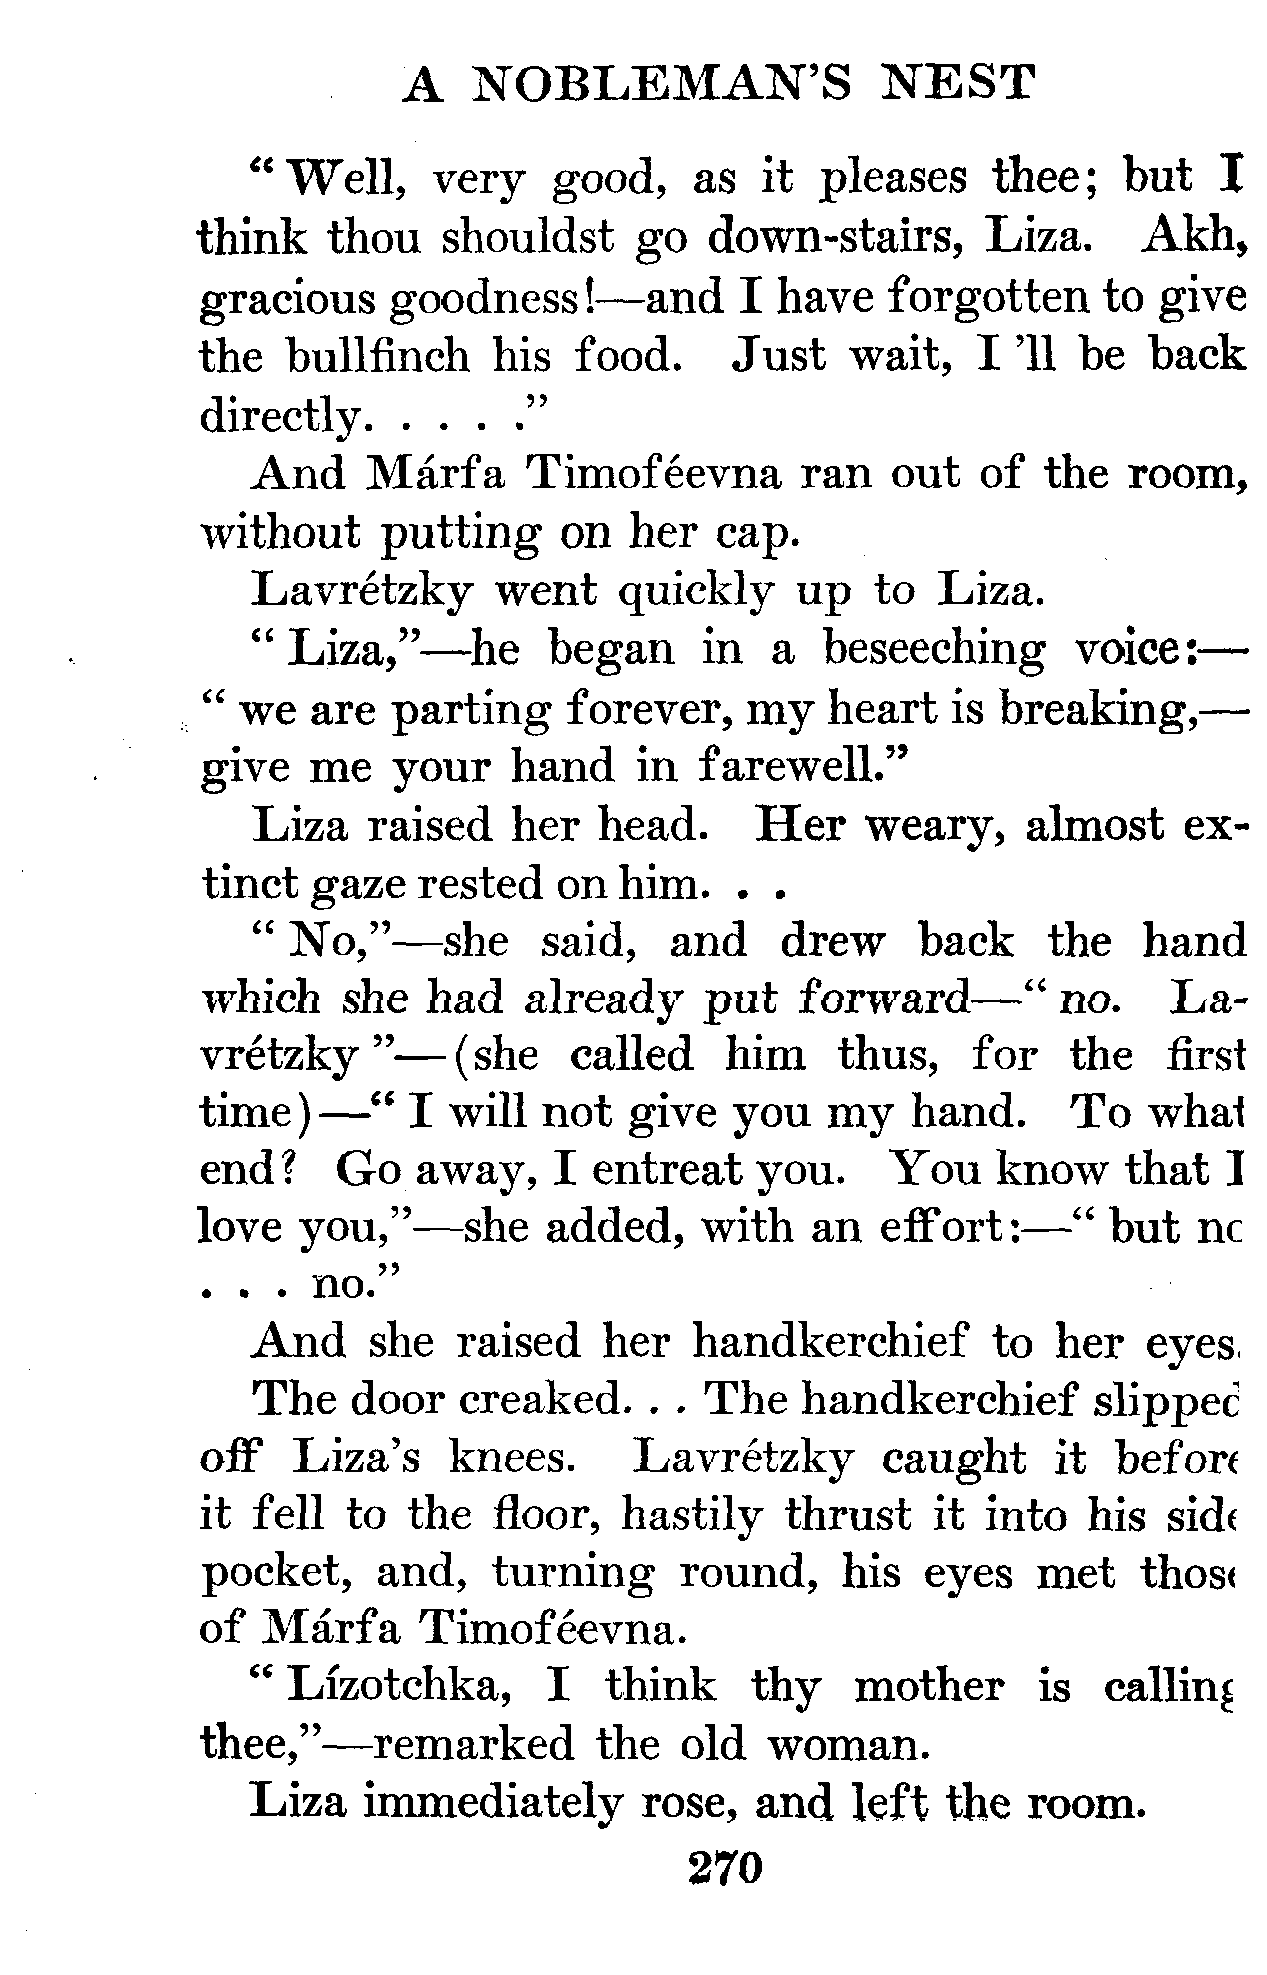 A NOBLEMAN'S NEST
“ Well, very good, as it pleases thee; but I
think thou shouldst go down-stairs, Liza. Akh,
gracious goodness!—and I have forgotten to give
the bullfinch his food. Just wait, I 'll be back
directly. . . . .”
And Márfa Timoféevna ran out of the room,
without putting on her cap.
Lavrétzky went quickly up to Liza.
“ Liza,”—he began in a beseeching voice:—
“ we are parting forever, my heart is breaking,—
give me your hand in farewell.”
Liza raised her head. Her weary, almost ex-
tinct gaze rested on him. . .
“ No,”—she said, and drew back the hand
which she had already put forward—“ no. La-
vrétzky ”—(she called him thus, for the first
time)—“ I will not give you my hand. To what
end? Go away, I entreat you. You know that I
love you,”—she added, with an effort:—“ but no
. . . no.”
And she raised her handkerchief to her eyes.
The door creaked. . . The handkerchief slipped
off Liza's knees. Lavrétzky caught it before
it fell to the floor, hastily thrust it into his side
pocket, and, turning round, his eyes met those
of Márfa Timoféevna.
“ Lízotchka, I think thy mother is calling
thee,”—remarked the old woman.
Liza immediately rose, and left the room.
270